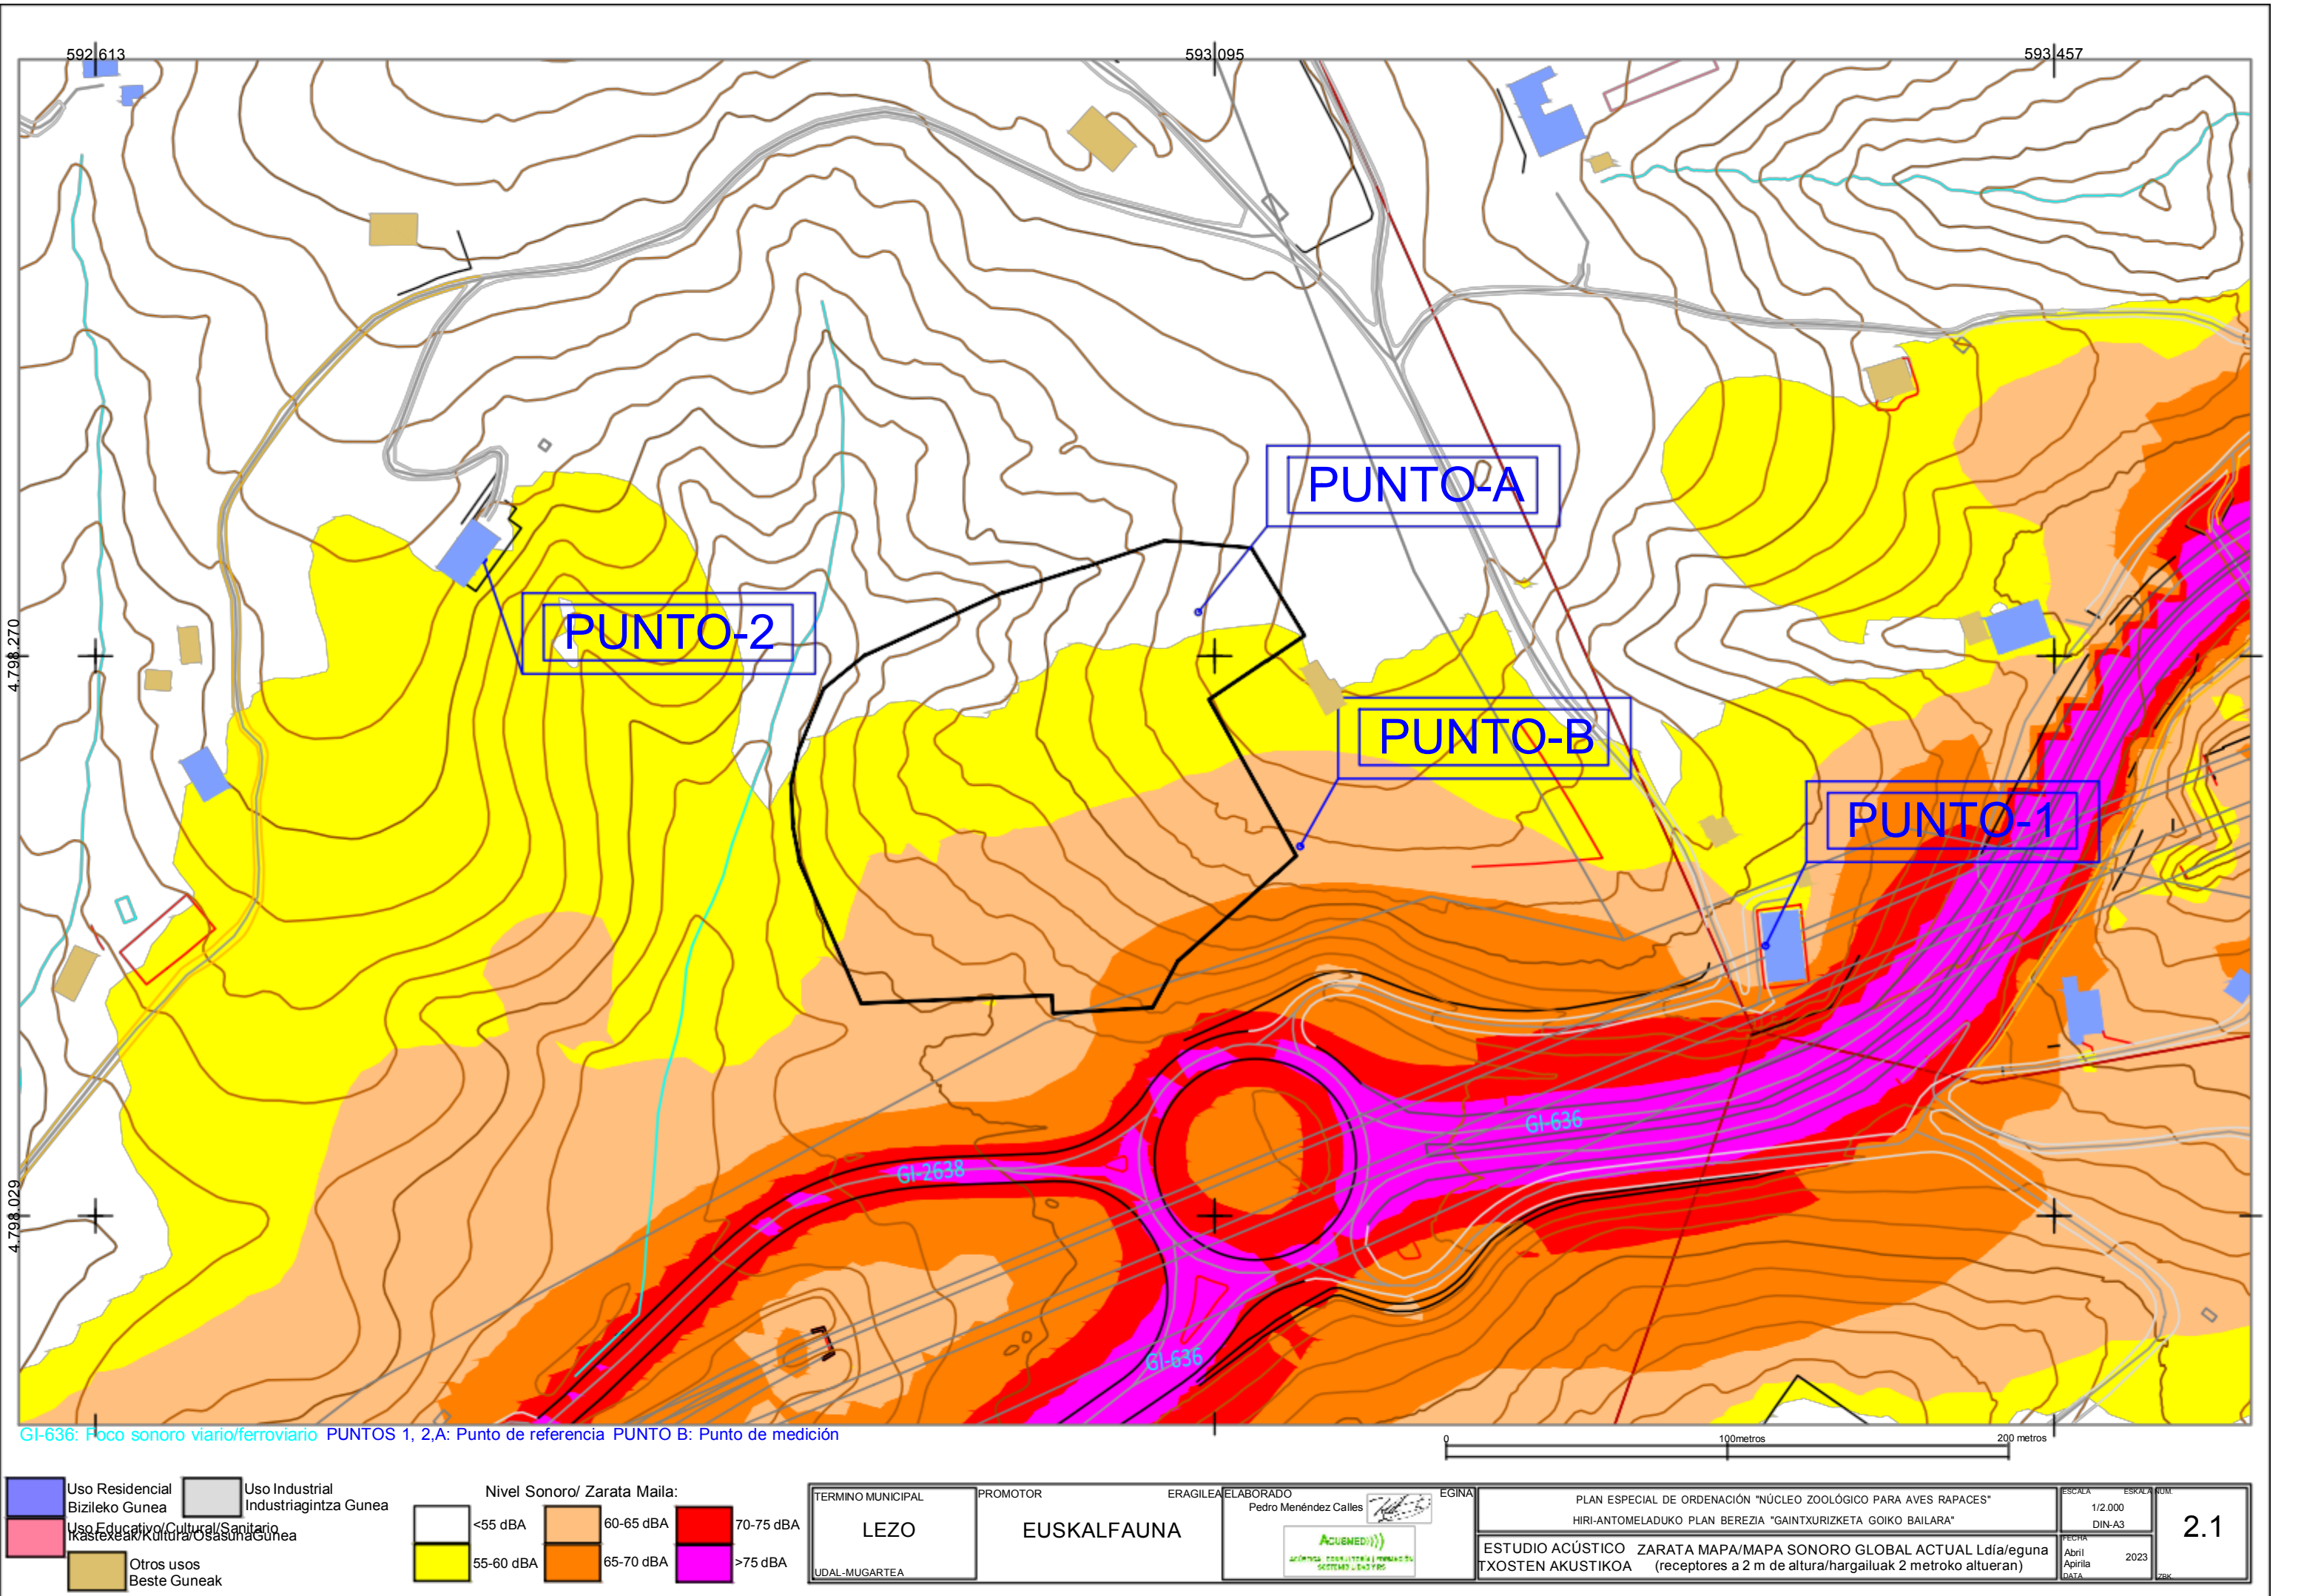 592.613
593.095
593.457
4.798.270
4.798.029
PUNTO-A
PUNTO-2
PUNTO-B
PUNTO-1
GI-636
GI-2638
GI-636
GI-636: Foco sonoro viario/ferroviario PUNTOS 1, 2,A: Punto de referencia PUNTO B: Punto de medición
0
100metros
200 metros
Uso Residencial
Bizileko Gunea
Uso Industrial
Industriagintza Gunea
Uso Educativo/Cultural/Sanitario
Ikastexeak/Kultura/OsasunaGunea
Otros usos
Beste Guneak
Nivel Sonoro/ Zarata Maila:
<55 dBA
60-65 dBA
70-75 dBA
55-60 dBA
65-70 dBA
>75 dBA
TERMINO MUNICIPAL
LEZO
UDAL-MUGARTEA
PROMOTOR
ERAGILEA
EUSKALFAUNA
ELABORADO
EGINA
Pedro Menéndez Calles
PLAN ESPECIAL DE ORDENACIÓN "NÚCLEO ZOOLÓGICO PARA AVES RAPACES"
HIRI-ANTOMELADUKO PLAN BEREZIA "GAINTXURIZKETA GOIKO BAILARA"
ESTUDIO ACÚSTICO
TXOSTEN AKUSTIKOA
ZARATA MAPA/MAPA SONORO GLOBAL ACTUAL Ldía/eguna
(receptores a 2 m de altura/hargailuak 2 metroko altueran)
ESCALA
ESKALA
1/2.000
DIN-A3
FECHA
Abril
Apirila
2023
DATA
NUM.
2.1
ZBK.